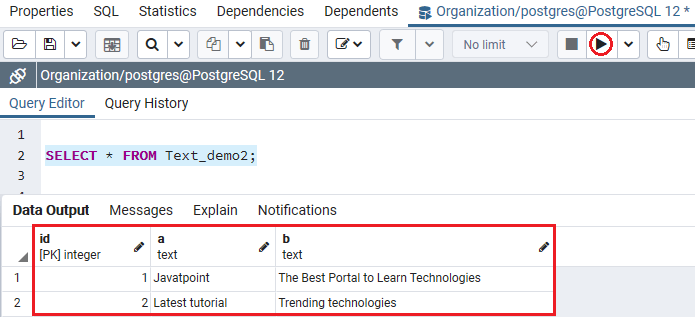 Properties SQL Statistics Dependencies Dependents Organization/postgres@PostgreSQL 12 *
No limit
Organization/postgres@PostgreSQL 12
Query Editor Query History
1
2 SELECT * FROM Text_demo2;
3
Data Output Messages Explain Notifications
id a b
[PK] integer text text
1 1 Javatpoint The Best Portal to Learn Technologies
2 2 Latest tutorial Trending technologies